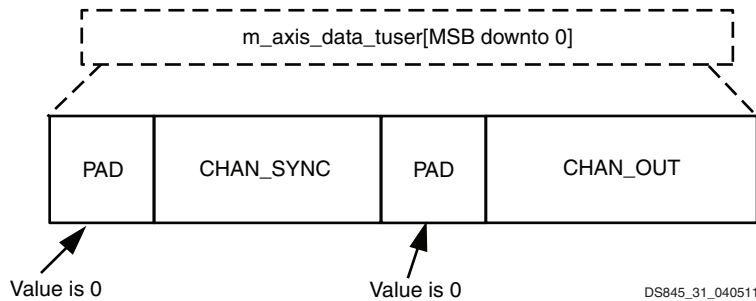 m_axis_data_tuser[MSB downto 0]
PAD
CHAN_SYNC
PAD
CHAN_OUT
Value is 0
Value is 0
DS845_31_040511